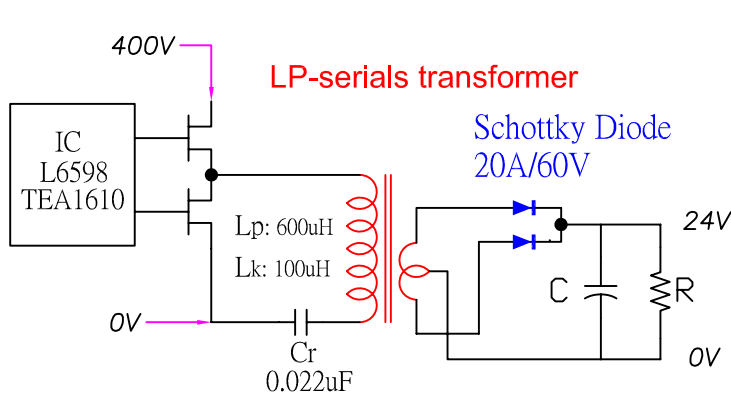 400V
LP-serials transformer
IC
L6598
TEA1610
Schottky Diode
20A/60V
24V
Lp: 600uH
Lk: 100uH
C
R
0V
Cr
0.022uF
0V